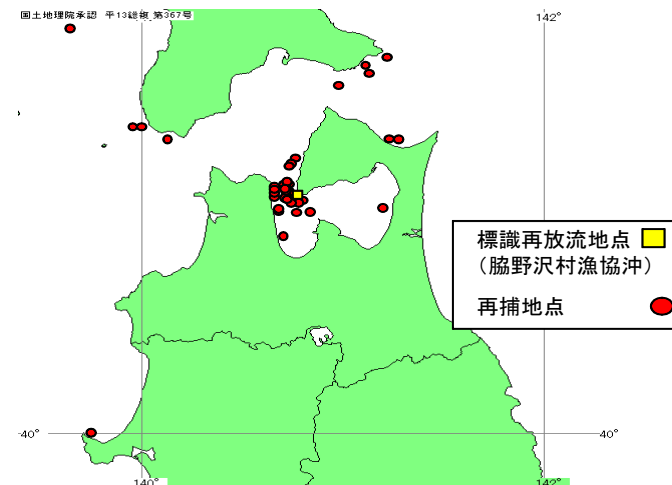 国土地理院承認 平13総複 第367号
142°
標識再放流地点
（脇野沢村漁協沖）
再捕地点
40°
40°
140°
142°